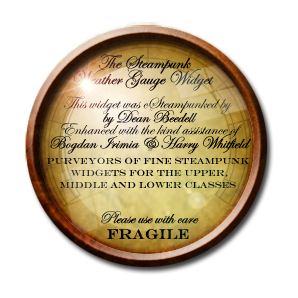 The Steampunk
Weather Gauge Widget
This widget was eSteampunked by
by Dean Beedell
Enhanced with the kind assistance of
Bogdan Irimia & Harry Whitfield
PURVEYORS OF FINE STEAMPUNK
WIDGETS FOR THE UPPER,
MIDDLE AND LOWER CLASSES
Please use with care
FRAGILE